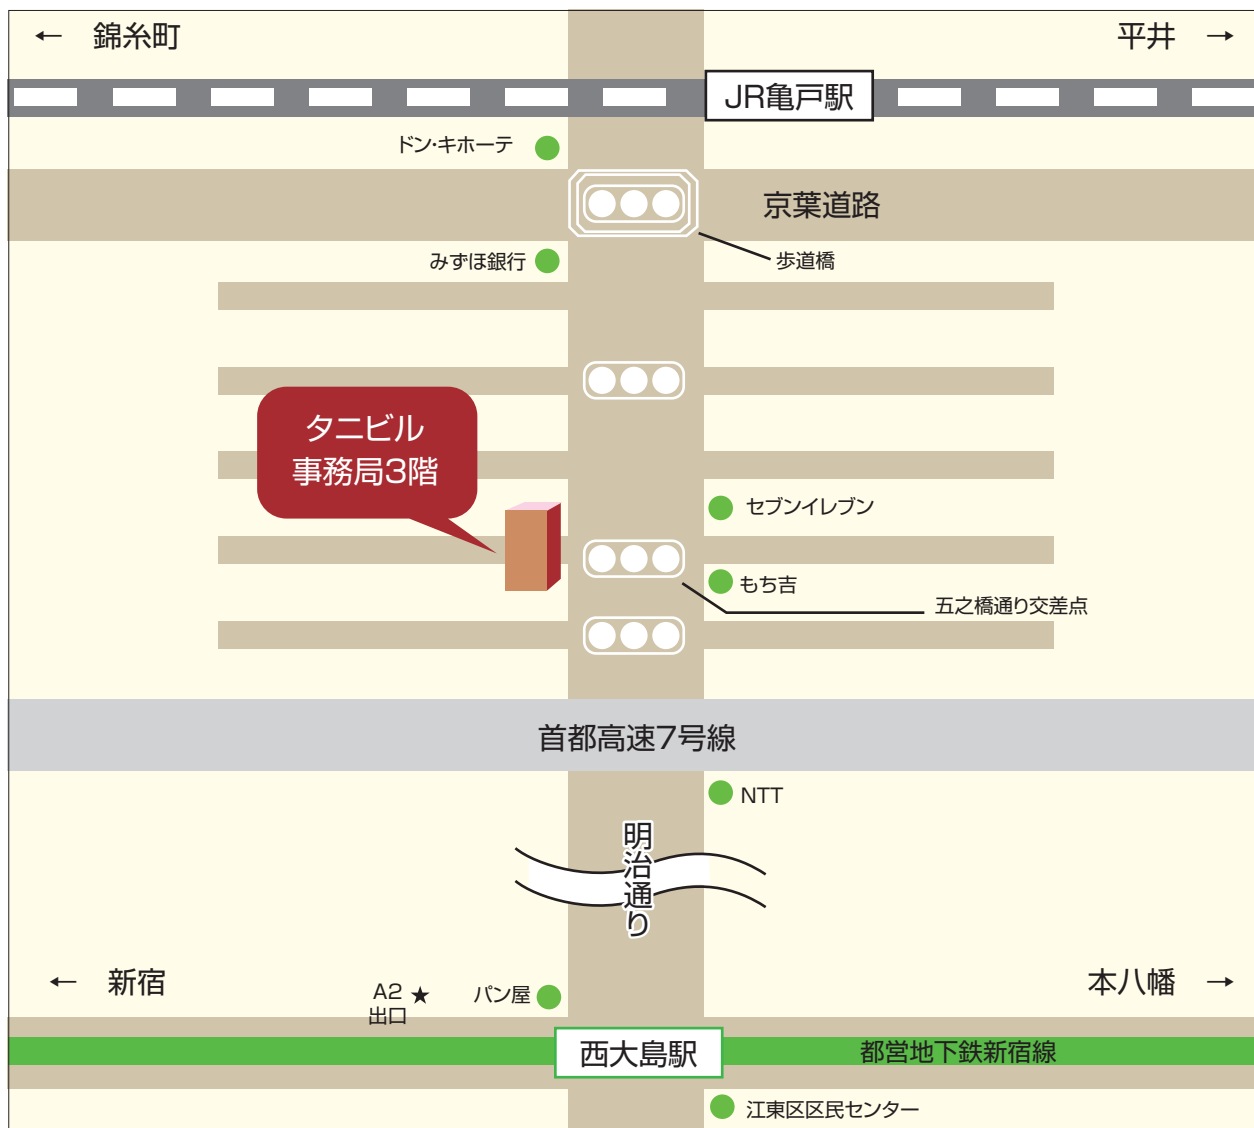 ← 錦糸町
平井 →
JR亀戸駅
ドン・キホーテ
京葉道路
みずほ銀行
歩道橋
タニビル
事務局3階
セブンイレブン
もち吉
五之橋通り交差点
首都高速7号線
NTT
明治通り
← 新宿
本八幡 →
A2 ★
出口
パン屋
西大島駅
都営地下鉄新宿線
江東区区民センター